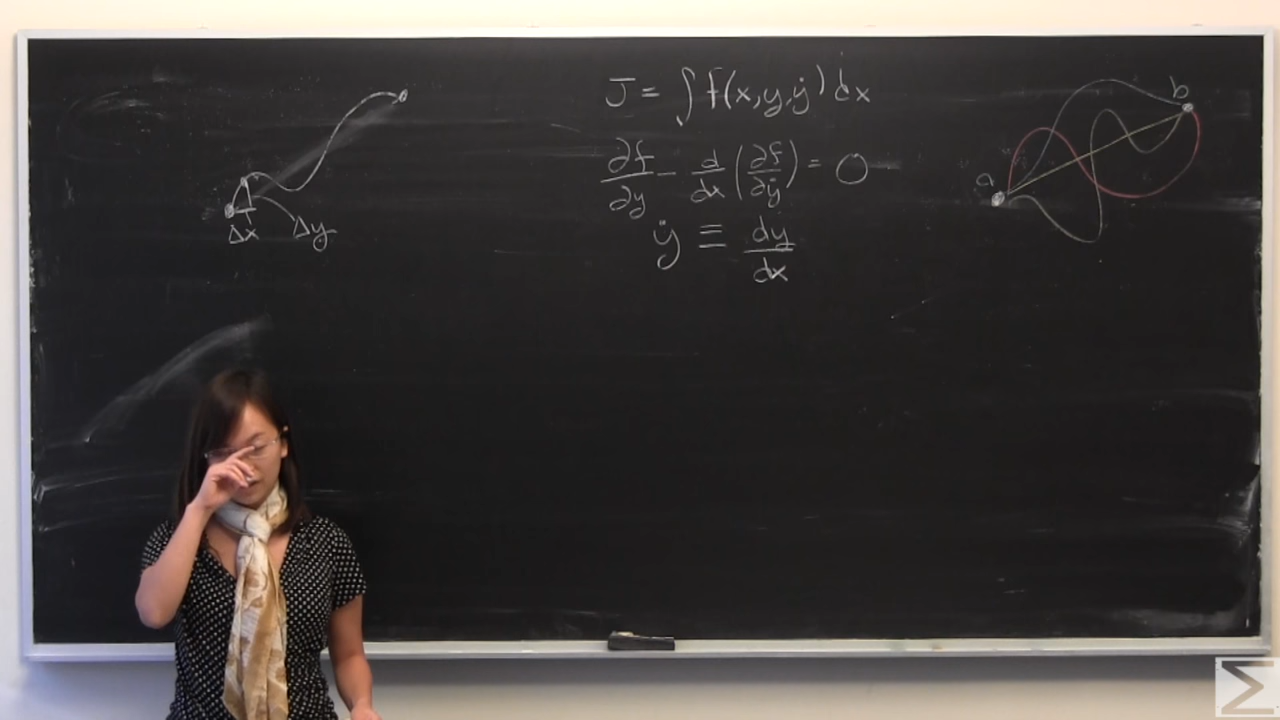 J = ∫ f(x, y, ẏ) dx
∂f/∂y − d/dx (∂f/∂ẏ) = 0
ẏ ≡ dy/dx
Δx Δy
a
b
Σ